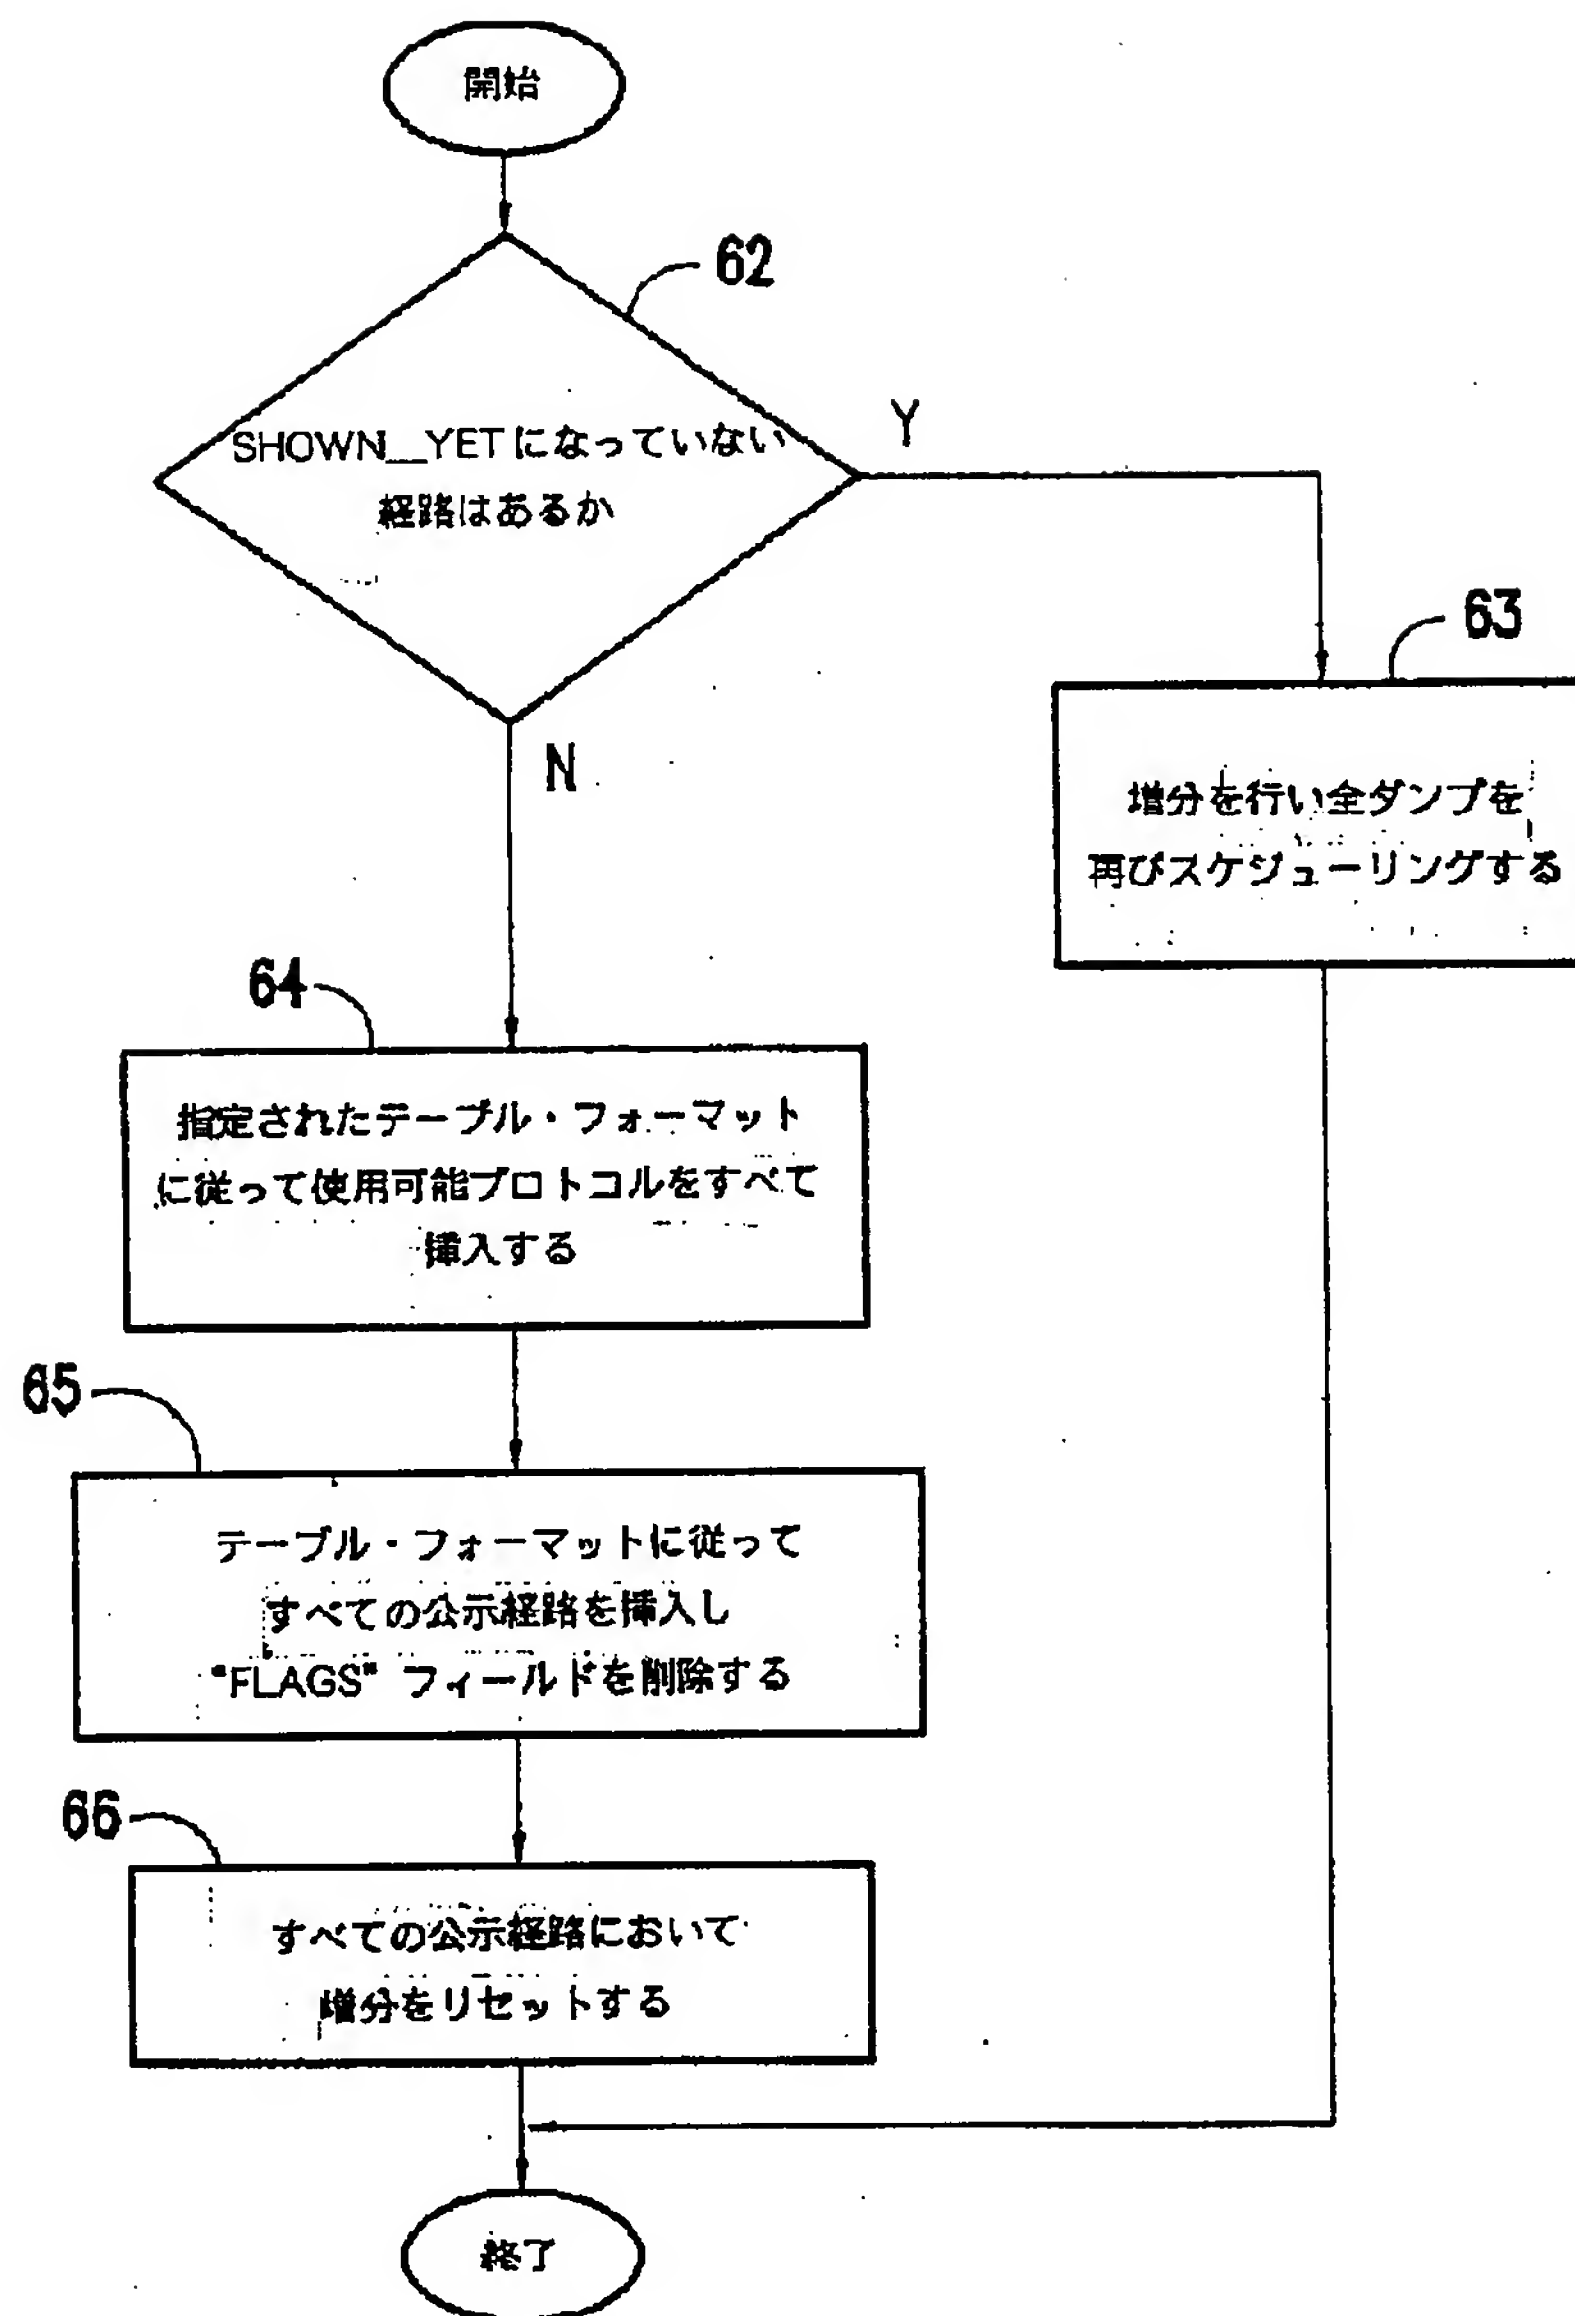 開始
62
SHOWN__YETになっていない
経路はあるか
Y
N
63
増分を行い全ダンプを
再びスケジューリングする
64
指定されたテーブル・フォーマット
に従って使用可能プロトコルをすべて
挿入する
65
テーブル・フォーマットに従って
すべての公示経路を挿入し
"FLAGS" フィールドを削除する
66
すべての公示経路において
増分をリセットする
終了